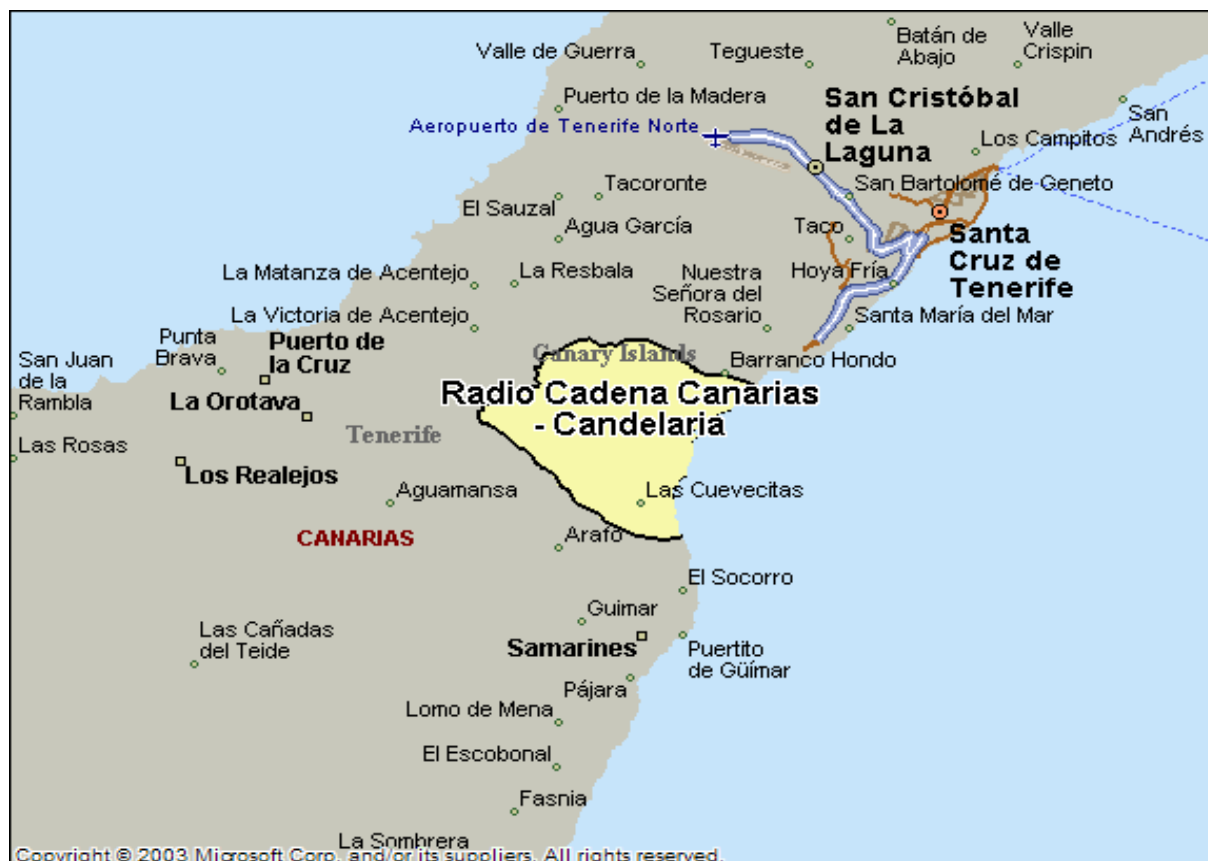 Valle de Guerra
Tegueste
Batán de
Abajo
Valle
Crispin
Puerto de la Madera
San Cristóbal
de La
Laguna
San
Andrés
Aeropuerto de Tenerife Norte
Los Campitos
Tacoronte
San Bartolomé de Geneto
El Sauzal
Agua García
Taco
Santa
Cruz de
Tenerife
La Matanza de Acentejo
La Resbala
Nuestra
Señora del
Rosario
Hoya Fría
La Victoria de Acentejo
Santa María del Mar
Punta
Brava
Puerto de
la Cruz
Canary Islands
Barranco Hondo
San Juan
de la
Rambla
La Orotava
Radio Cadena Canarias
- Candelaria
Tenerife
Las Rosas
Los Realejos
Aguamansa
Las Cuevecitas
CANARIAS
Arafo
El Socorro
Guimar
Las Cañadas
del Teide
Samarines
Puertito
de Güímar
Pájara
Lomo de Mena
El Escobonal
Fasnia
La Sombrera
Copyright © 2003 Microsoft Corp. and/or its suppliers. All rights reserved.